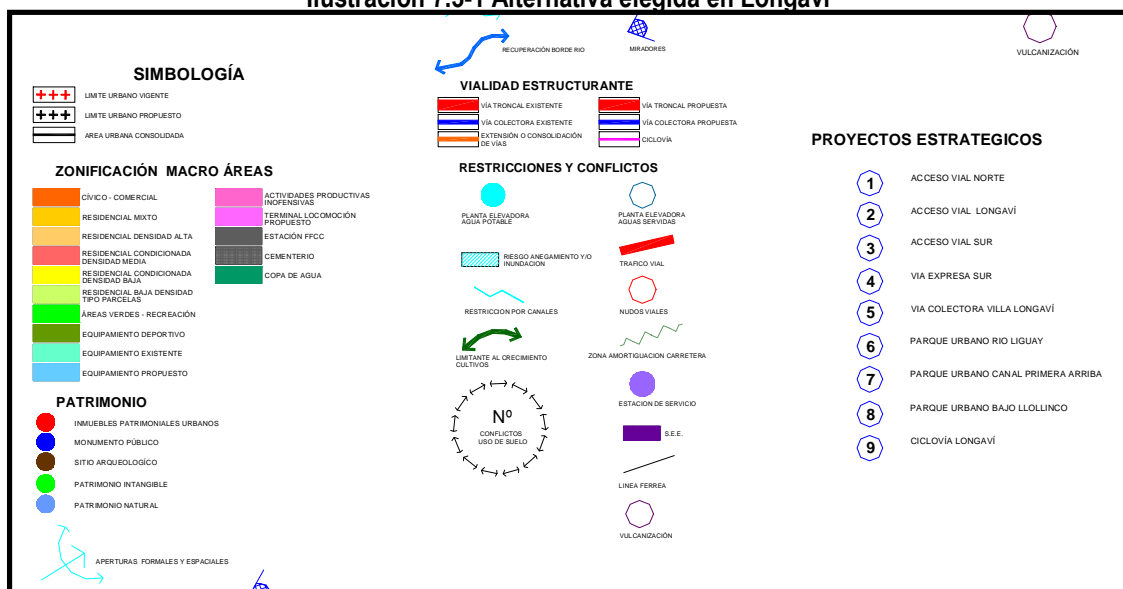 Ilustración 7.3-1 Alternativa elegida en Longaví
RECUPERACIÓN BORDE RIO
MIRADORES
VULCANIZACIÓN
SIMBOLOGÍA
LIMITE URBANO VIGENTE
LIMITE URBANO PROPUESTO
AREA URBANA CONSOLIDADA
ZONIFICACIÓN MACRO ÁREAS
CÍVICO - COMERCIAL
RESIDENCIAL MIXTO
RESIDENCIAL DENSIDAD ALTA
RESIDENCIAL CONDICIONADA
DENSIDAD MEDIA
RESIDENCIAL CONDICIONADA
DENSIDAD BAJA
RESIDENCIAL BAJA DENSIDAD
TIPO PARCELAS
ÁREAS VERDES - RECREACIÓN
EQUIPAMIENTO DEPORTIVO
EQUIPAMIENTO EXISTENTE
EQUIPAMIENTO PROPUESTO
ACTIVIDADES PRODUCTIVAS
INOFENSIVAS
TERMINAL LOCOMOCIÓN
PROPUESTO
ESTACIÓN FFCC
CEMENTERIO
COPA DE AGUA
PATRIMONIO
INMUEBLES PATRIMONIALES URBANOS
MONUMENTO PÚBLICO
SITIO ARQUEOLOGÍCO
PATRIMONIO INTANGIBLE
PATRIMONIO NATURAL
APERTURAS FORMALES Y ESPACIALES
VIALIDAD ESTRUCTURANTE
VÍA TRONCAL EXISTENTE
VÍA COLECTORA EXISTENTE
EXTENSIÓN O CONSOLIDACIÓN
DE VÍAS
VÍA TRONCAL PROPUESTA
VÍA COLECTORA PROPUESTA
CICLOVÍA
RESTRICCIONES Y CONFLICTOS
PLANTA ELEVADORA
AGUA POTABLE
PLANTA ELEVADORA
AGUAS SERVIDAS
RIESGO ANEGAMIENTO Y/O
INUNDACION
TRAFICO VIAL
RESTRICCION POR CANALES
NUDOS VIALES
LIMITANTE AL CRECIMIENTO
CULTIVOS
ZONA AMORTIGUACION CARRETERA
Nº
CONFLICTOS
USO DE SUELO
ESTACION DE SERVICIO
S.E.E.
LINEA FERREA
VULCANIZACIÓN
PROYECTOS ESTRATEGICOS
1 ACCESO VIAL NORTE
2 ACCESO VIAL LONGAVÍ
3 ACCESO VIAL SUR
4 VIA EXPRESA SUR
5 VIA COLECTORA VILLA LONGAVÍ
6 PARQUE URBANO RIO LIGUAY
7 PARQUE URBANO CANAL PRIMERA ARRIBA
8 PARQUE URBANO BAJO LLOLLINCO
9 CICLOVÍA LONGAVÍ